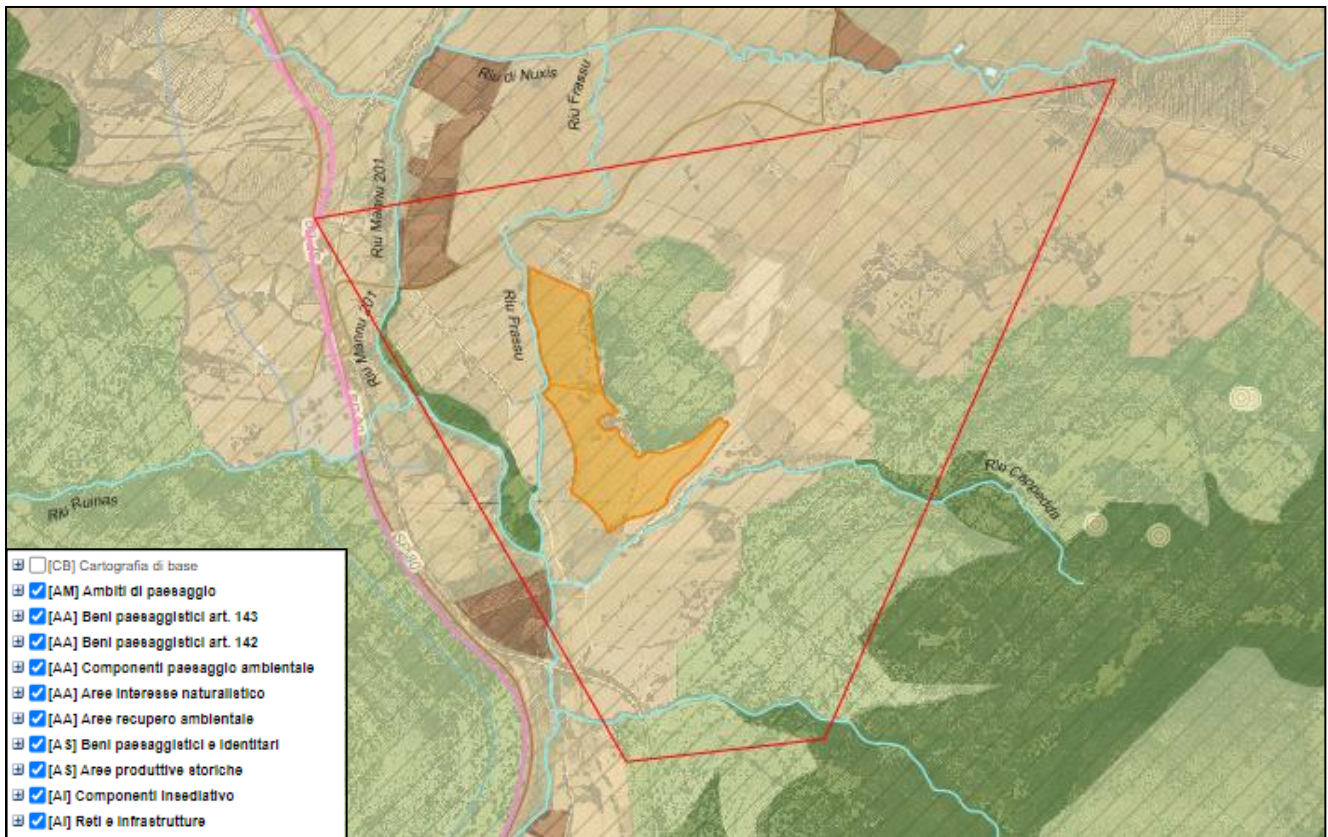 Riu di Nuxis
Riu Frassu
Riu Mannu 201
Riu Mannu 201
Riu Frassu
Riu Cappedda
Riu Ruinas
[CB] Cartografia di base
[AM] Ambiti di paesaggio
[AA] Beni paesaggistici art. 143
[AA] Beni paesaggistici art. 142
[AA] Componenti paesaggio ambientale
[AA] Aree interesse naturalistico
[AA] Aree recupero ambientale
[AS] Beni paesaggistici e identitari
[AS] Aree produttive storiche
[AI] Componenti insediativo
[AI] Reti e infrastrutture